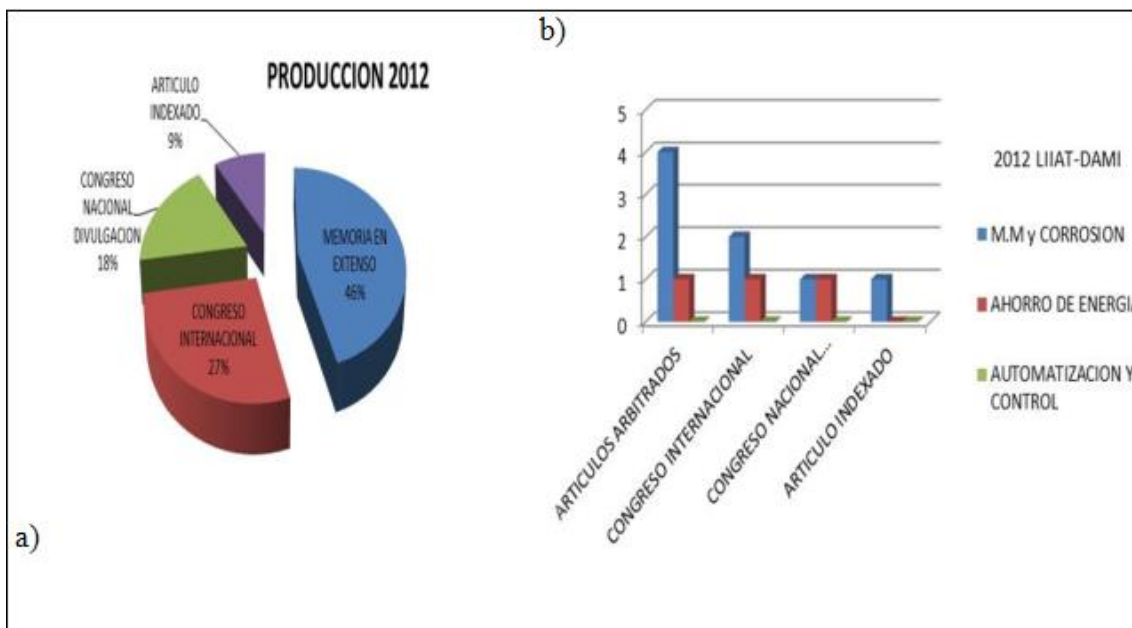 b)
PRODUCCION 2012
ARTICULO
INDEXADO
9%
CONGRESO
NACIONAL
DIVULGACION
18%
MEMORIA EN
EXTENSO
46%
CONGRESO
INTERNACIONAL
27%
a)
5
4
3
2
1
0
ARTICULOS ARBITRADOS
CONGRESO INTERNACIONAL
CONGRESO NACIONAL...
ARTICULO INDEXADO
2012 LIIAT-DAMI
M.M y CORROSION
AHORRO DE ENERGIA
AUTOMATIZACION Y
CONTROL